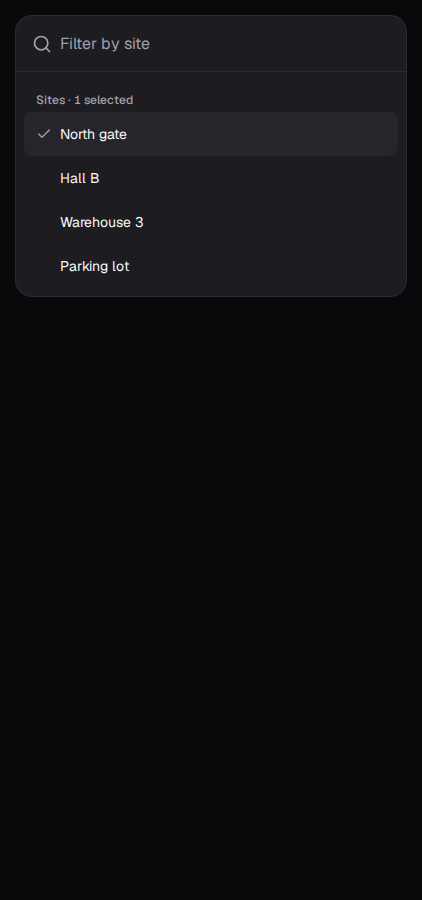 Filter by site
Sites · 1 selected
North gate
Hall B
Warehouse 3
Parking lot